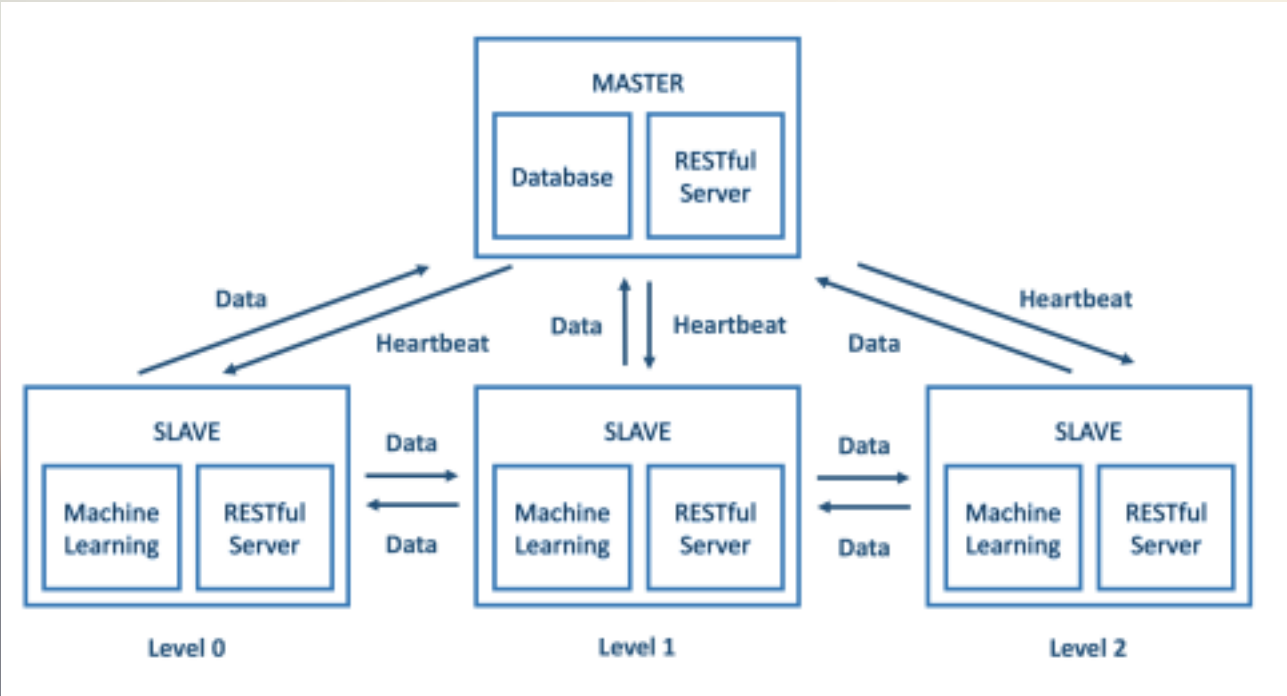 MASTER
Database
RESTful
Server
Data
Heartbeat
Data
Heartbeat
Data
Heartbeat
SLAVE
Machine
Learning
RESTful
Server
Data
Data
SLAVE
Machine
Learning
RESTful
Server
Data
Data
SLAVE
Machine
Learning
RESTful
Server
Level 0
Level 1
Level 2